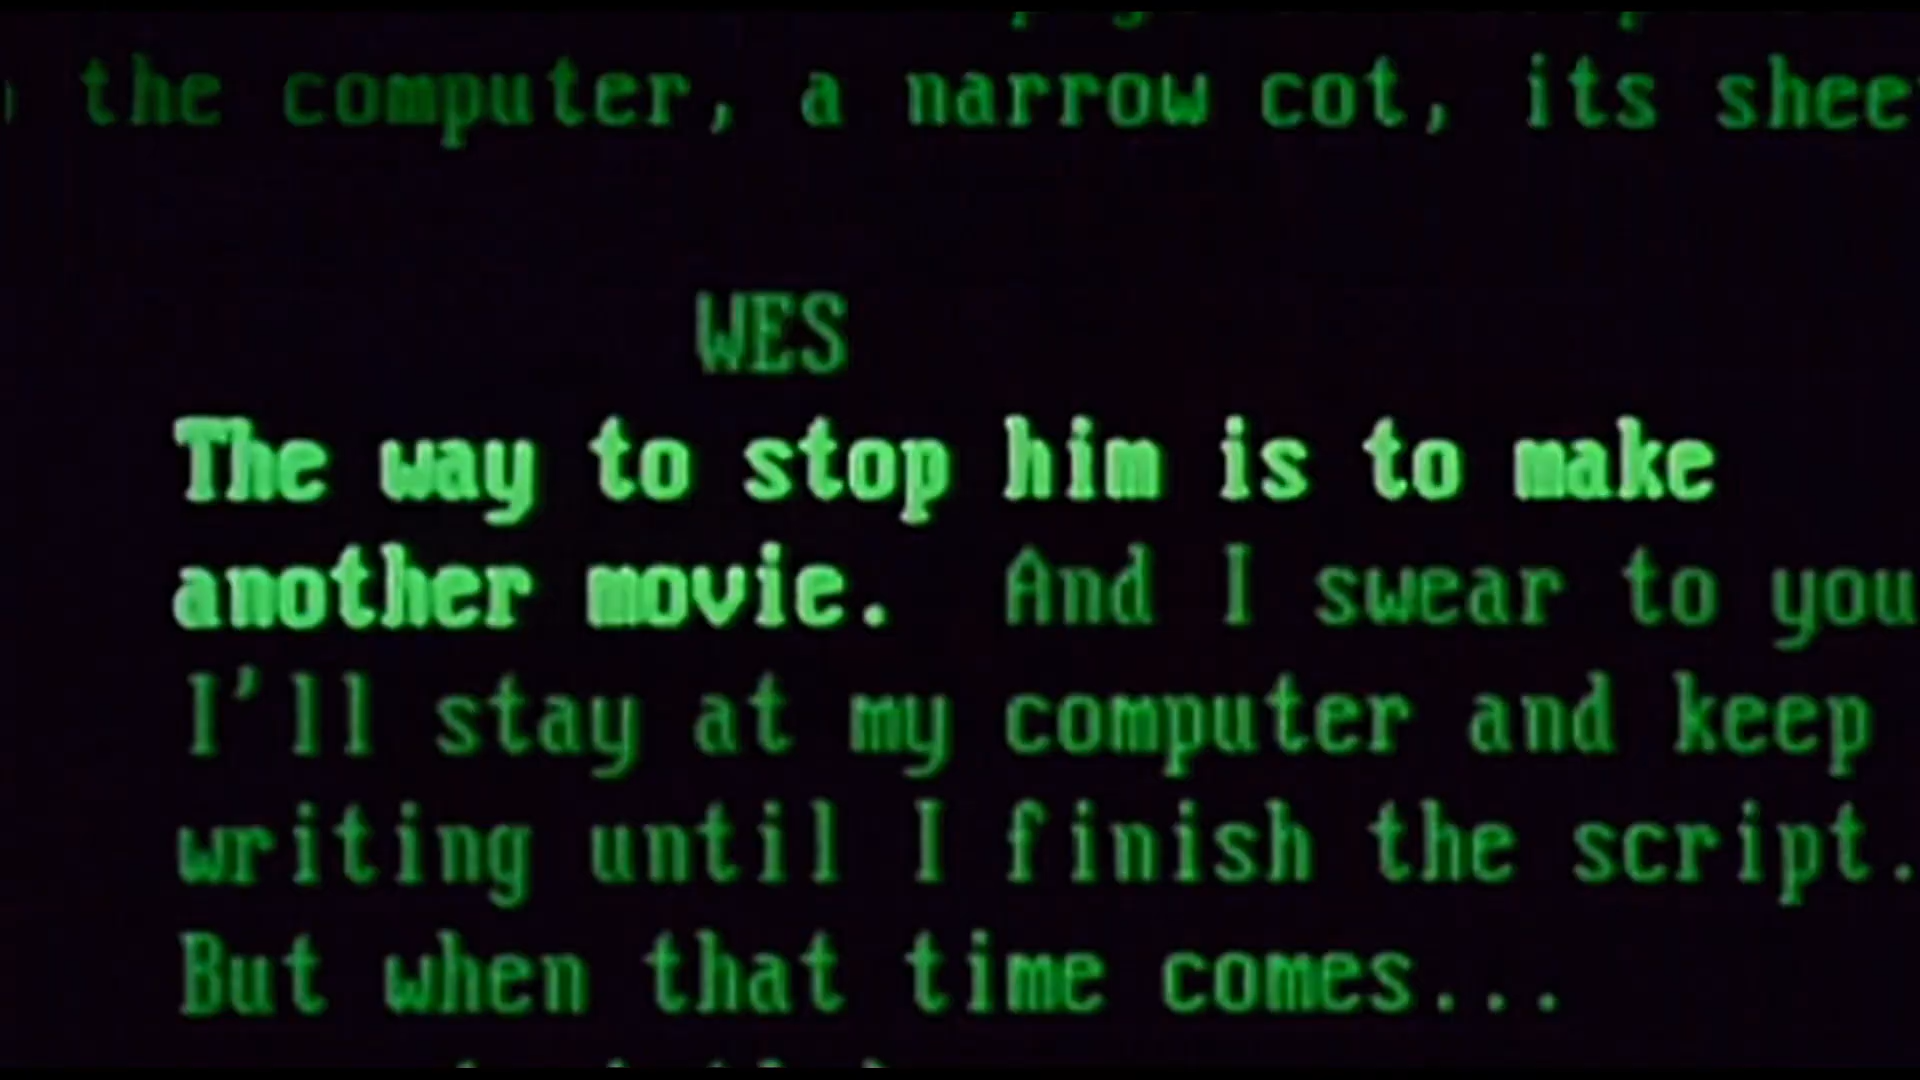 the computer, a narrow cot, its
WES
The way to stop him is to make
another movie. And I swear to you
I'll stay at my computer and keep
writing until I finish the script.
But when that time comes...